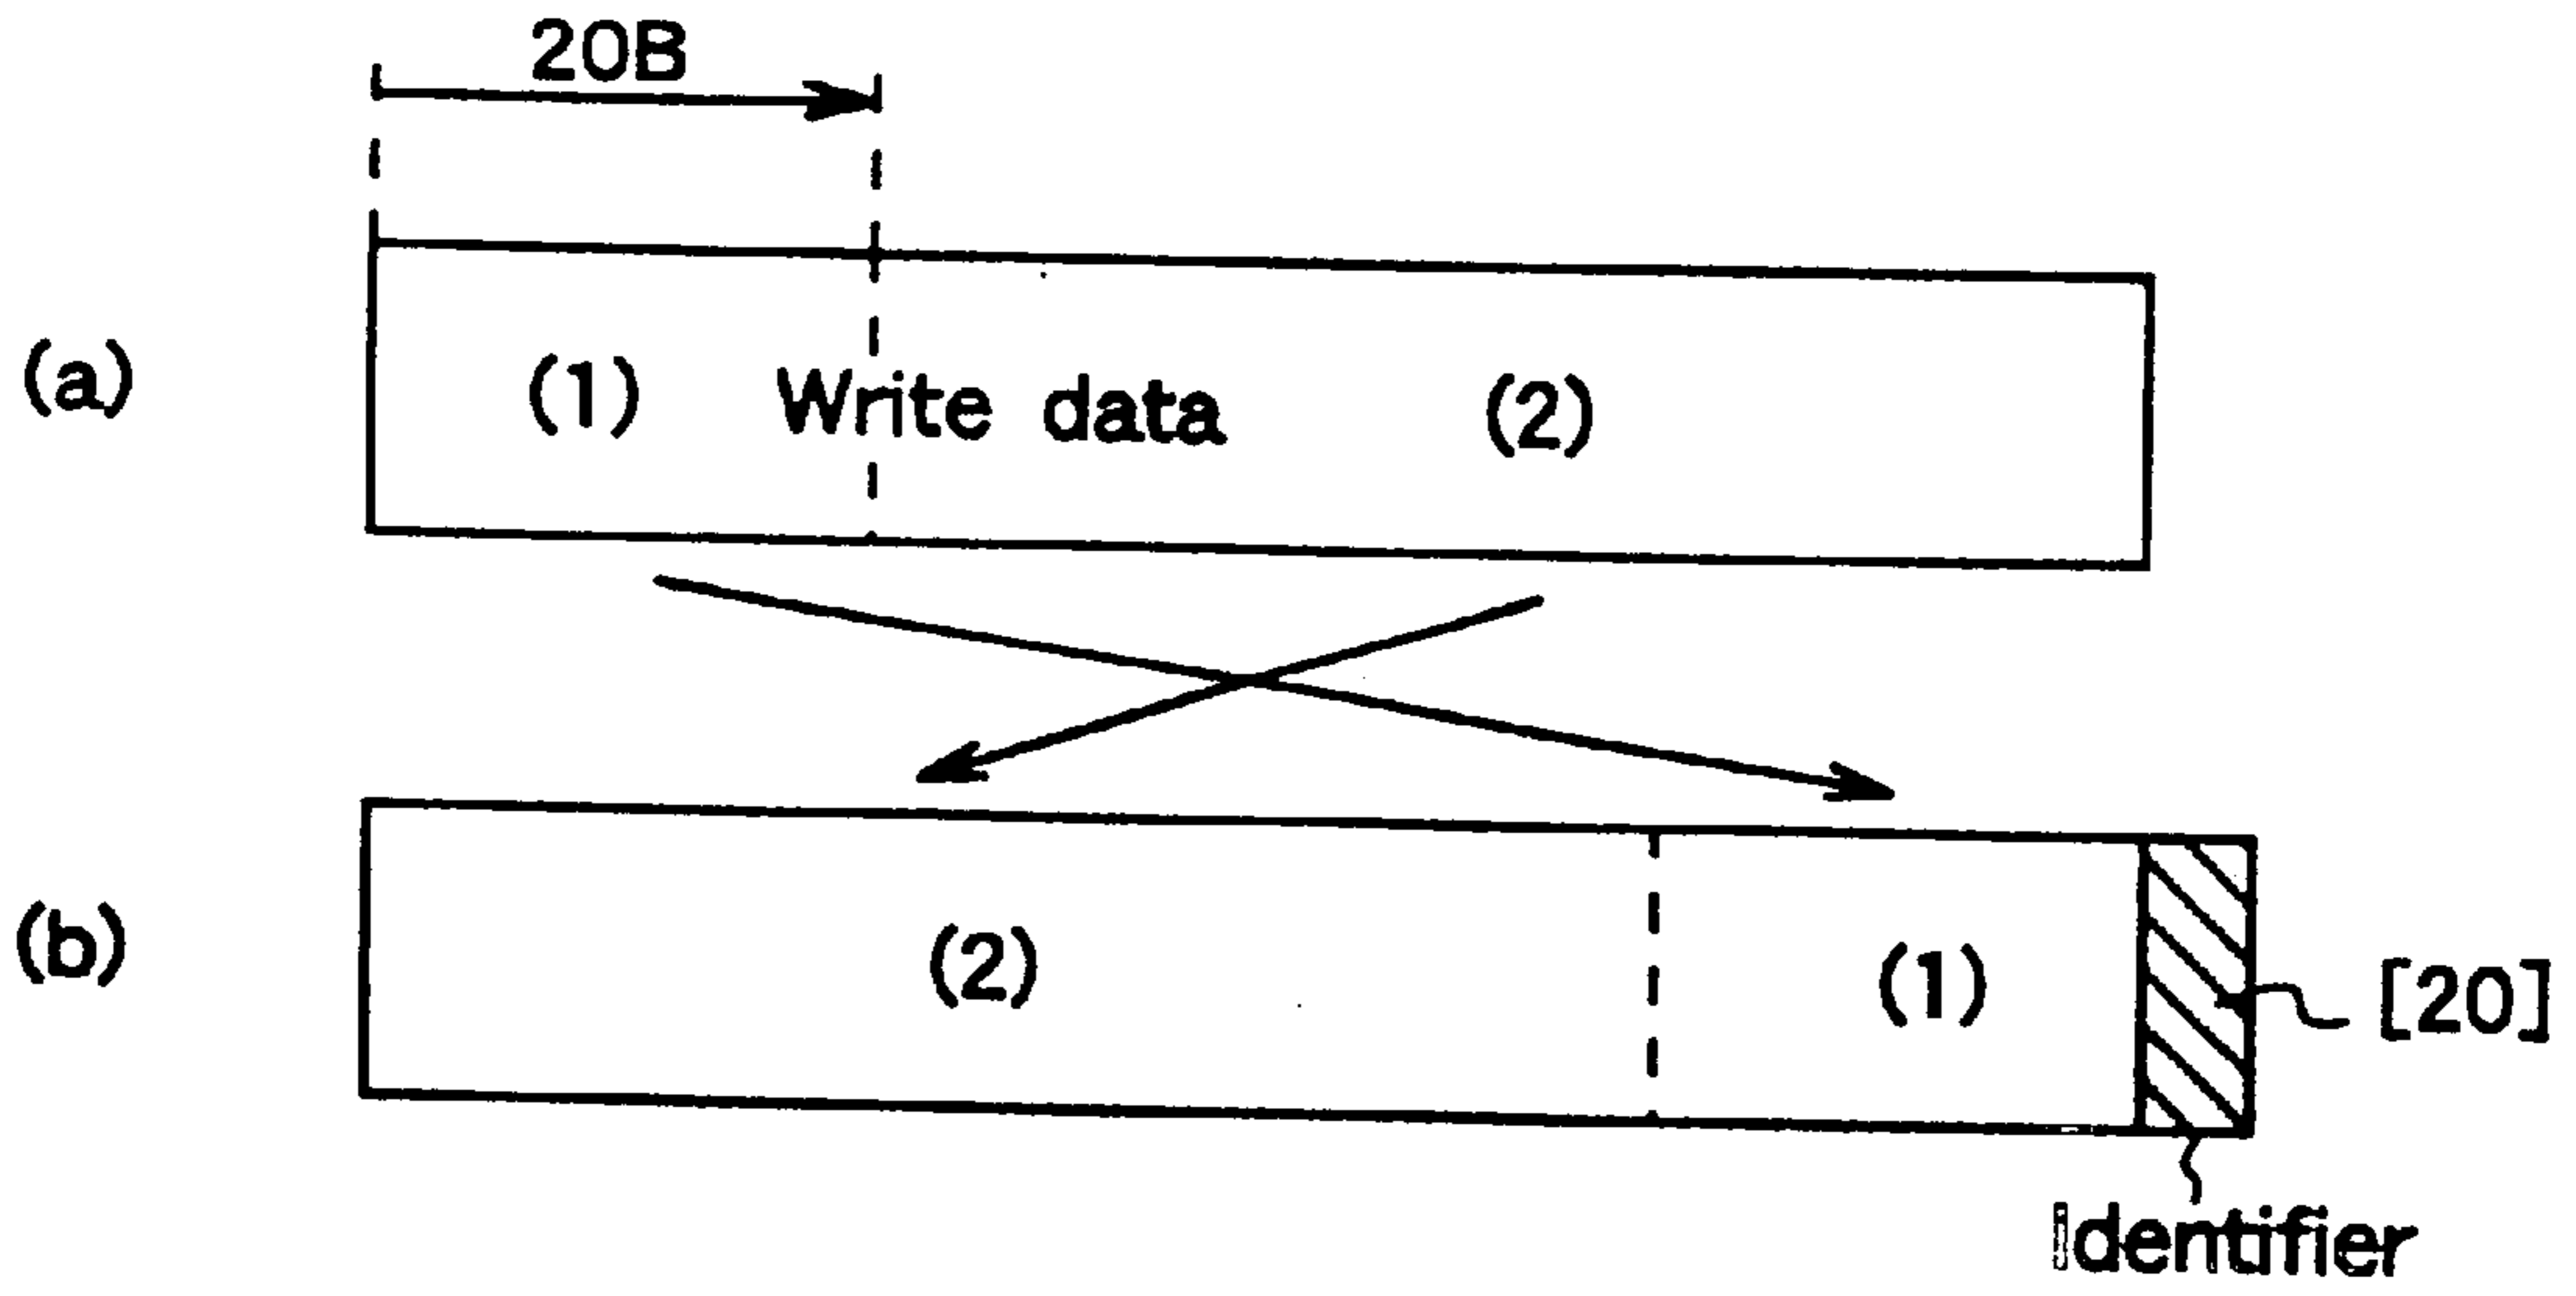 20B
(a) (1) Write data (2)
(b) (2) (1) [20]
Identifier